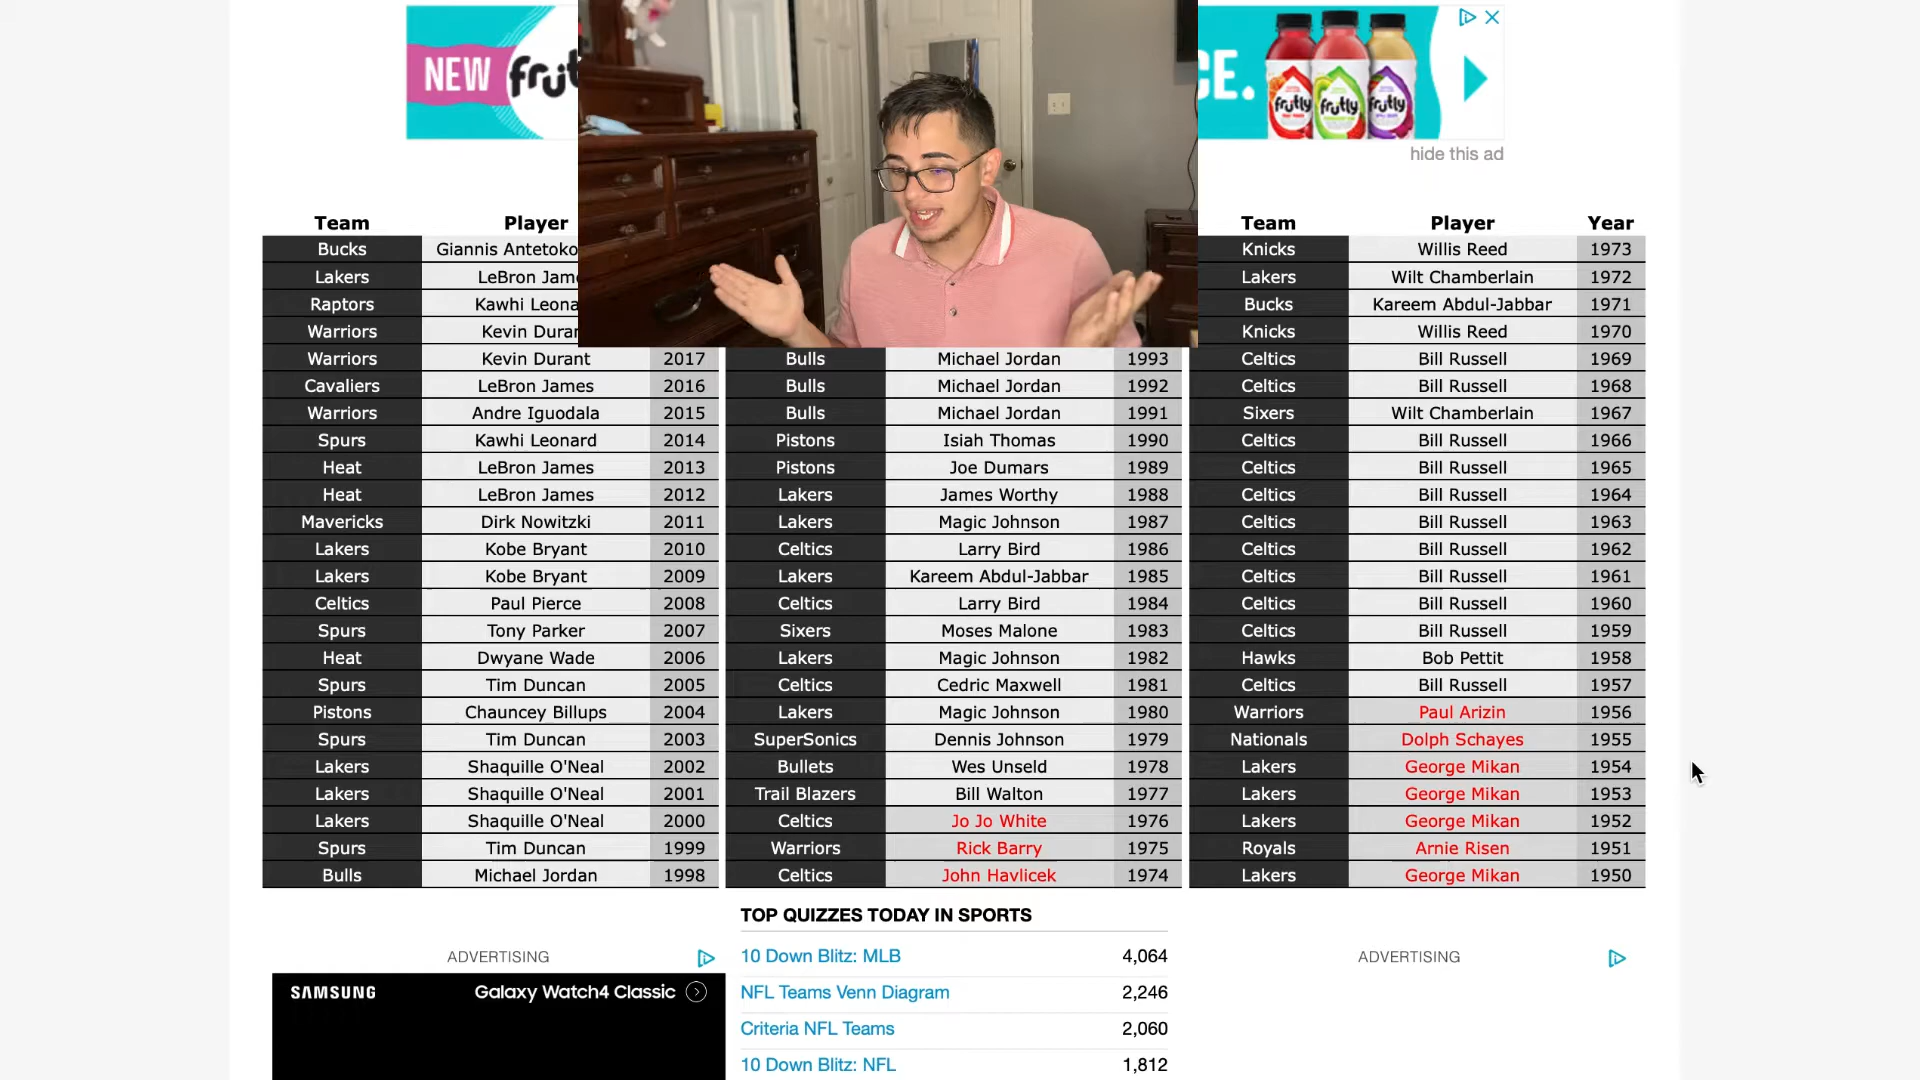 NEW frut
CE.
frutly frutly frutly
hide this ad
Team Player
Bucks Giannis Antetoko
Lakers LeBron Jam
Raptors Kawhi Leona
Warriors Kevin Duran
Warriors Kevin Durant 2017
Cavaliers LeBron James 2016
Warriors Andre Iguodala 2015
Spurs Kawhi Leonard 2014
Heat LeBron James 2013
Heat LeBron James 2012
Mavericks Dirk Nowitzki 2011
Lakers Kobe Bryant 2010
Lakers Kobe Bryant 2009
Celtics Paul Pierce 2008
Spurs Tony Parker 2007
Heat Dwyane Wade 2006
Spurs Tim Duncan 2005
Pistons Chauncey Billups 2004
Spurs Tim Duncan 2003
Lakers Shaquille O'Neal 2002
Lakers Shaquille O'Neal 2001
Lakers Shaquille O'Neal 2000
Spurs Tim Duncan 1999
Bulls Michael Jordan 1998
Bulls Michael Jordan 1993
Bulls Michael Jordan 1992
Bulls Michael Jordan 1991
Pistons Isiah Thomas 1990
Pistons Joe Dumars 1989
Lakers James Worthy 1988
Lakers Magic Johnson 1987
Celtics Larry Bird 1986
Lakers Kareem Abdul-Jabbar 1985
Celtics Larry Bird 1984
Sixers Moses Malone 1983
Lakers Magic Johnson 1982
Celtics Cedric Maxwell 1981
Lakers Magic Johnson 1980
SuperSonics Dennis Johnson 1979
Bullets Wes Unseld 1978
Trail Blazers Bill Walton 1977
Celtics Jo Jo White 1976
Warriors Rick Barry 1975
Celtics John Havlicek 1974
Team Player Year
Knicks Willis Reed 1973
Lakers Wilt Chamberlain 1972
Bucks Kareem Abdul-Jabbar 1971
Knicks Willis Reed 1970
Celtics Bill Russell 1969
Celtics Bill Russell 1968
Sixers Wilt Chamberlain 1967
Celtics Bill Russell 1966
Celtics Bill Russell 1965
Celtics Bill Russell 1964
Celtics Bill Russell 1963
Celtics Bill Russell 1962
Celtics Bill Russell 1961
Celtics Bill Russell 1960
Celtics Bill Russell 1959
Hawks Bob Pettit 1958
Celtics Bill Russell 1957
Warriors Paul Arizin 1956
Nationals Dolph Schayes 1955
Lakers George Mikan 1954
Lakers George Mikan 1953
Lakers George Mikan 1952
Royals Arnie Risen 1951
Lakers George Mikan 1950
TOP QUIZZES TODAY IN SPORTS
10 Down Blitz: MLB 4,064
NFL Teams Venn Diagram 2,246
Criteria NFL Teams 2,060
10 Down Blitz: NFL 1,812
ADVERTISING
SAMSUNG Galaxy Watch4 Classic
ADVERTISING